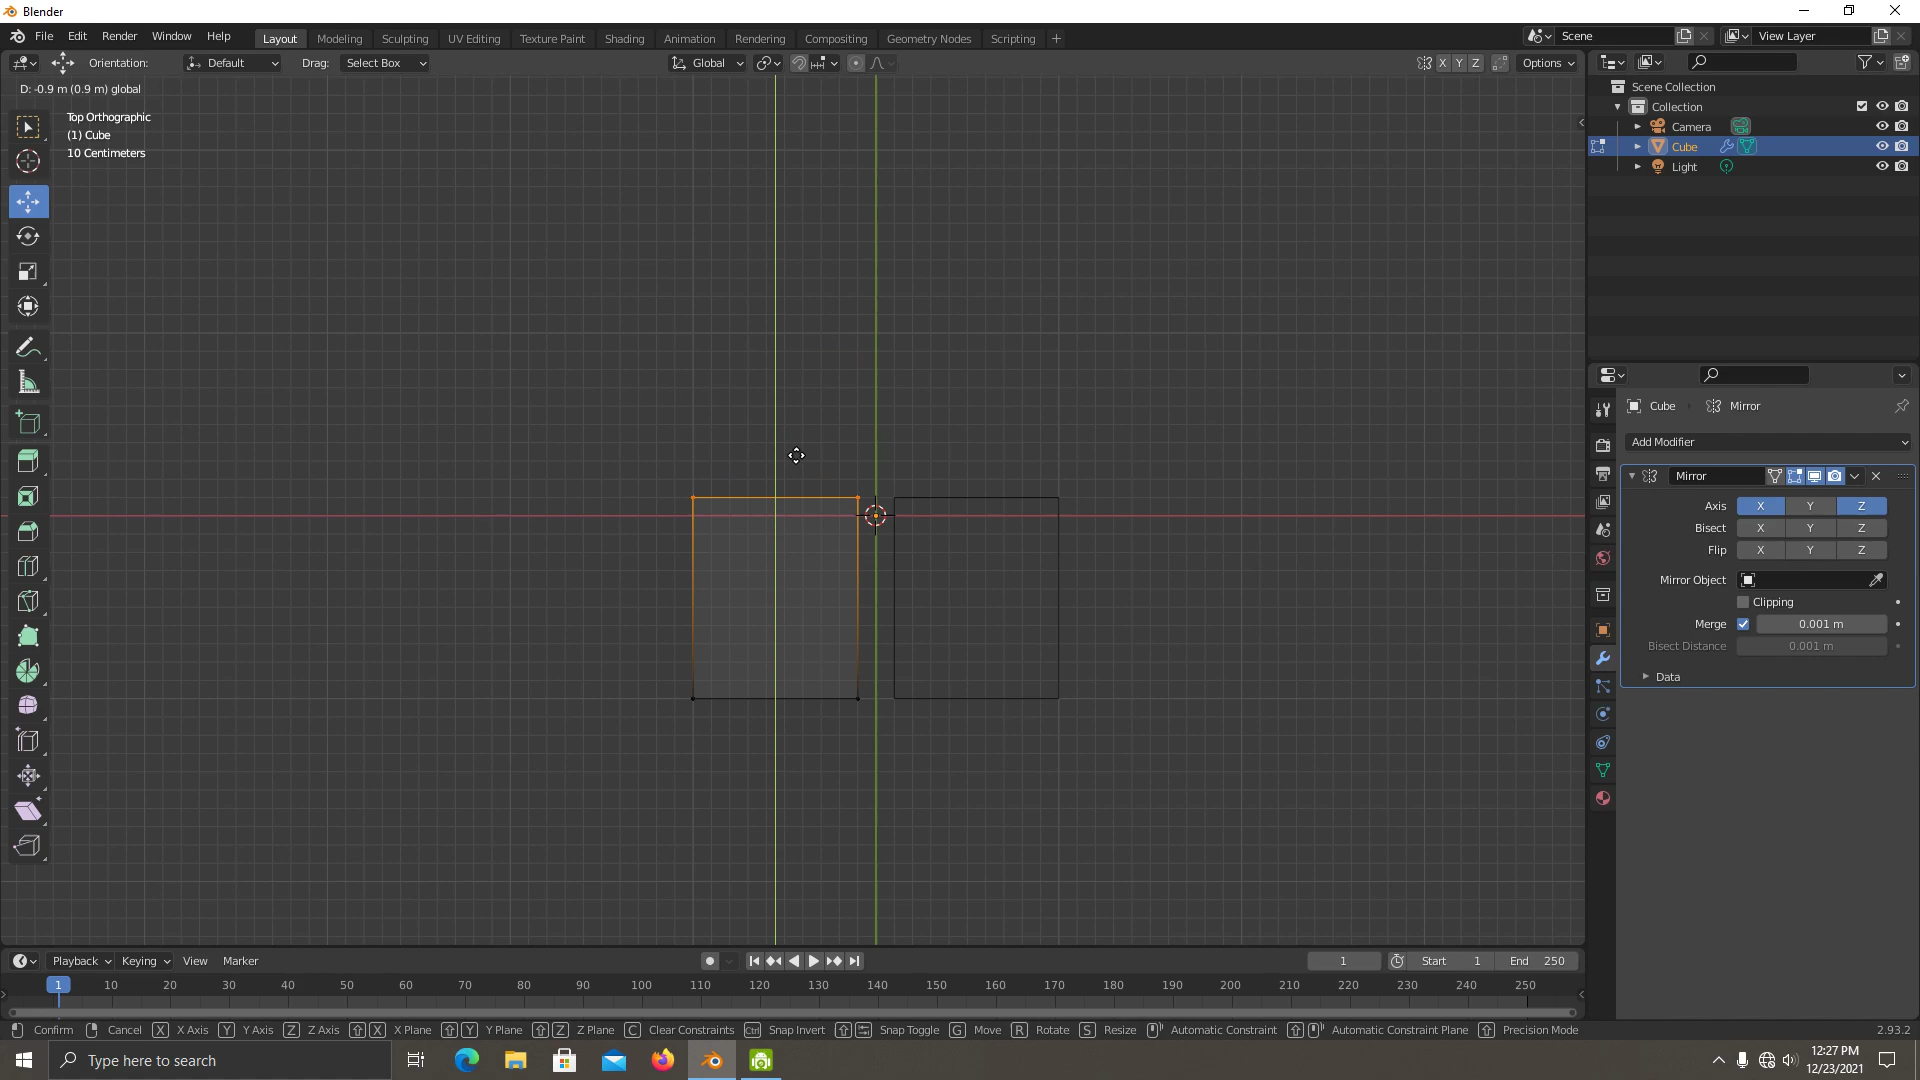 Blender
File Edit Render Window Help
Layout Modeling Sculpting UV Editing Texture Paint Shading Animation Rendering Compositing Geometry Nodes Scripting +
Scene
View Layer
Orientation: Default Drag: Select Box
Global
X Y Z Options
D: -0.9 m (0.9 m) global
Top Orthographic
(1) Cube
10 Centimeters
Scene Collection
Collection
Camera
Cube
Light
Cube Mirror
Add Modifier
Mirror
Axis X Y Z
Bisect X Y Z
Flip X Y Z
Mirror Object
Clipping
Merge 0.001 m
Bisect Distance 0.001 m
Data
Playback Keying View Marker
1 Start 1 End 250
1 10 20 30 40 50 60 70 80 90 100 110 120 130 140 150 160 170 180 190 200 210 220 230 240 250
Confirm Cancel X X Axis Y Y Axis Z Z Axis X X Plane Y Y Plane Z Z Plane C Clear Constraints Ctrl Snap Invert Snap Toggle G Move R Rotate S Resize Automatic Constraint Automatic Constraint Plane Precision Mode 2.93.2
Type here to search
12:27 PM
12/23/2021